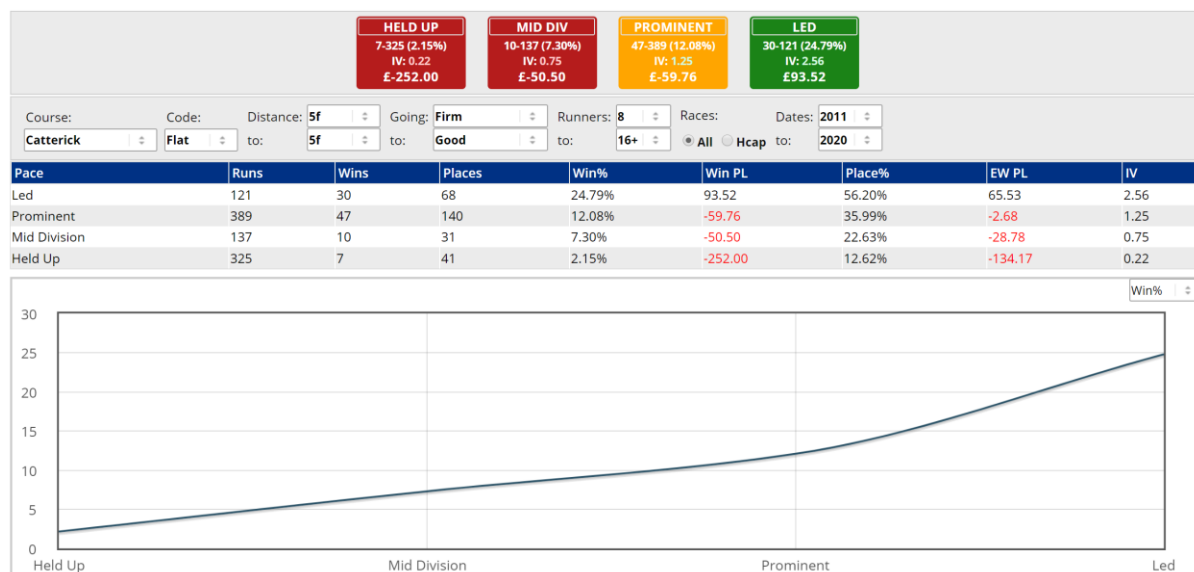 HELD UP MID DIV PROMINENT LED
7-325 (2.15%) 10-137 (7.30%) 47-389 (12.08%) 30-121 (24.79%)
IV: 0.22 IV: 0.75 IV: 1.25 IV: 2.56
£-252.00 £-50.50 £-59.76 £93.52
Course: Code: Distance: 5f Going: Firm Runners: 8 Races: Dates: 2011
Catterick Flat to: 5f to: Good to: 16+ All Hcap to: 2020
Pace Runs Wins Places Win% Win PL Place% EW PL IV
Led 121 30 68 24.79% 93.52 56.20% 65.53 2.56
Prominent 389 47 140 12.08% -59.76 35.99% -2.68 1.25
Mid Division 137 10 31 7.30% -50.50 22.63% -28.78 0.75
Held Up 325 7 41 2.15% -252.00 12.62% -134.17 0.22
Win%
30
25
20
15
10
5
0
Held Up Mid Division Prominent Led